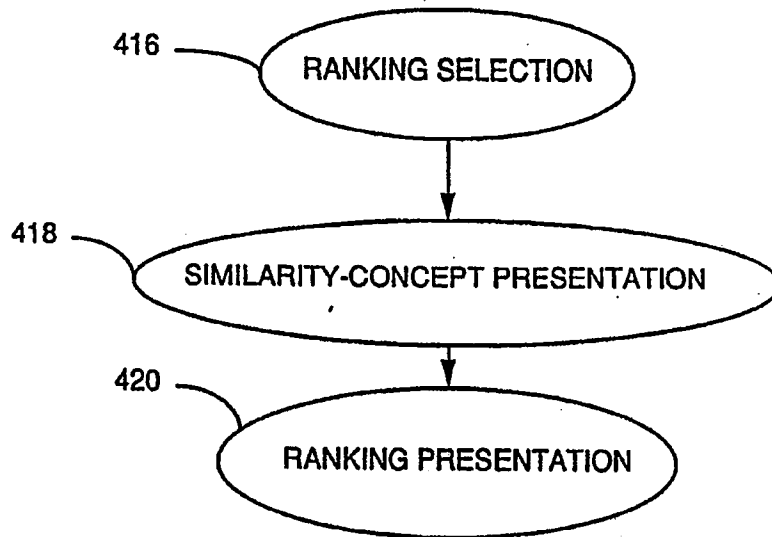 416
RANKING SELECTION
418
SIMILARITY-CONCEPT PRESENTATION
420
RANKING PRESENTATION